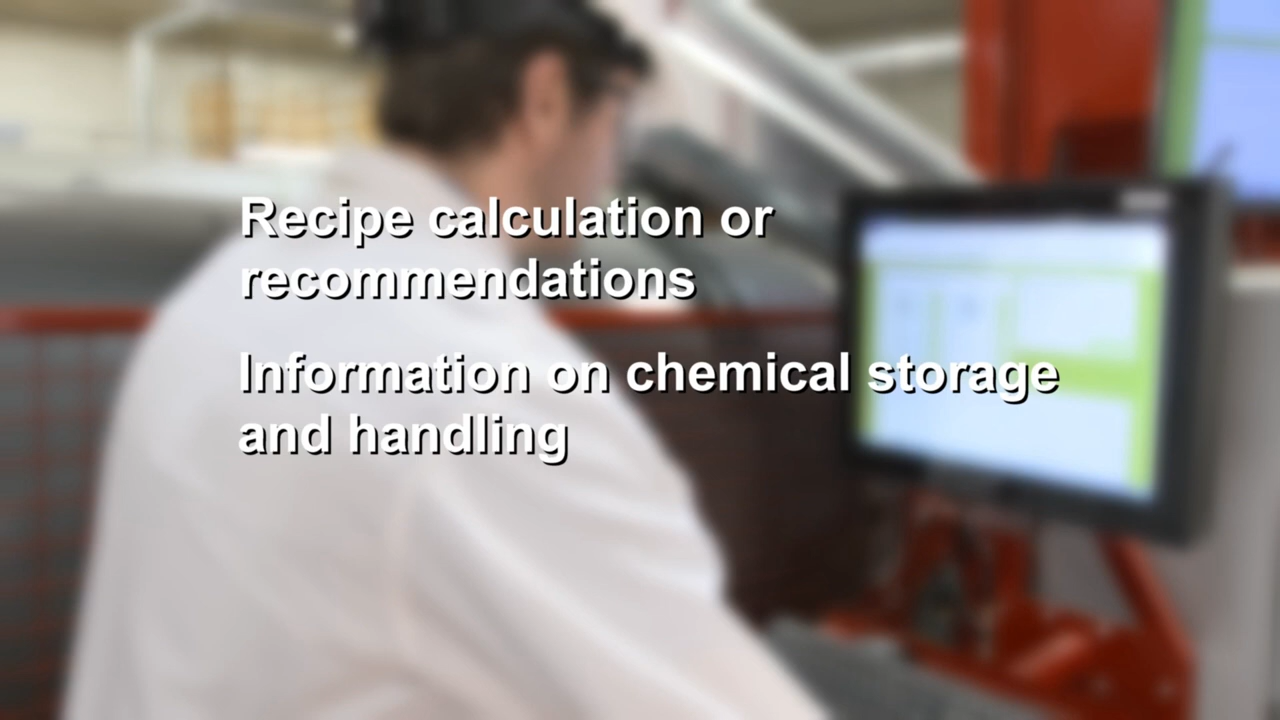 Recipe calculation or
recommendations
Information on chemical storage
and handling